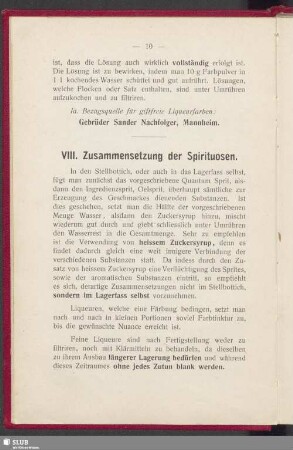 — 10 —
ist, dass die Lösung auch wirklich vollständig erfolgt ist.
Die Lösung ist zu bewirken, indem man 10 g Farbpulver in
1 l kochendes Wasser schüttet und gut aufrührt. Lösungen,
welche Flocken oder Salz enthalten, sind unter Umrühren
aufzukochen und zu filtrieren.
Ia. Bezugsquelle für giftfreie Liqueurfarben:
Gebrüder Sander Nachfolger, Mannheim.
VIII. Zusammensetzung der Spirituosen.
In den Stellbottich, oder auch in das Lagerfass selbst,
fügt man zunächst das vorgeschriebene Quantum Sprit, als-
dann den Ingredienzsprit, Oelsprit, überhaupt sämtliche zur
Erzeugung des Geschmackes dienenden Substanzen. Ist
dies geschehen, setzt man die Hälfte der vorgeschriebenen
Menge Wasser, alsdann den Zuckersyrup hinzu, mischt
wiederum gut durch und giebt schliesslich unter Umrühren
den Wasserrest in die Gesamtmenge. Sehr zu empfehlen
ist die Verwendung von heissem Zuckersyrup, denn es
findet dadurch gleich eine weit innigere Verbindung der
verschiedenen Substanzen statt. Da indess durch den Zu-
satz von heissem Zuckersyrup eine Verflüchtigung des Sprites,
sowie der aromatischen Substanzen eintritt, so empfiehlt
es sich, derartige Zusammensetzungen nicht im Stellbottich,
sondern im Lagerfass selbst vorzunehmen.
Liqueuren, welche eine Färbung bedingen, setzt man
nach und nach in kleinen Portionen soviel Farbtinktur zu,
bis die gewünschte Nuance erreicht ist.
Feine Liqueure sind nach Fertigstellung weder zu
filtriren, noch mit Klärmitteln zu behandeln, da dieselben
zu ihrem Ausbau längerer Lagerung bedürfen und während
dieses Zeitraumes ohne jedes Zutun blank werden.
SLUB